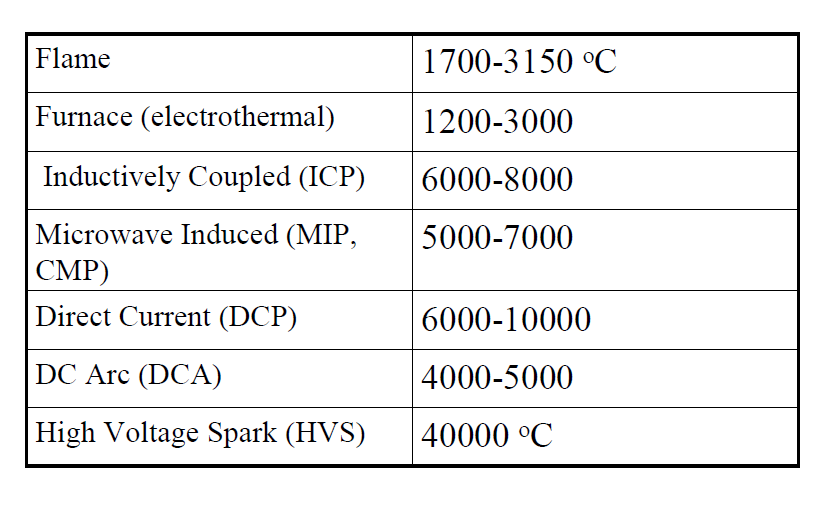 Flame 1700-3150 ºC
Furnace (electrothermal) 1200-3000
Inductively Coupled (ICP) 6000-8000
Microwave Induced (MIP, 5000-7000
CMP)
Direct Current (DCP) 6000-10000
DC Arc (DCA) 4000-5000
High Voltage Spark (HVS) 40000 ºC